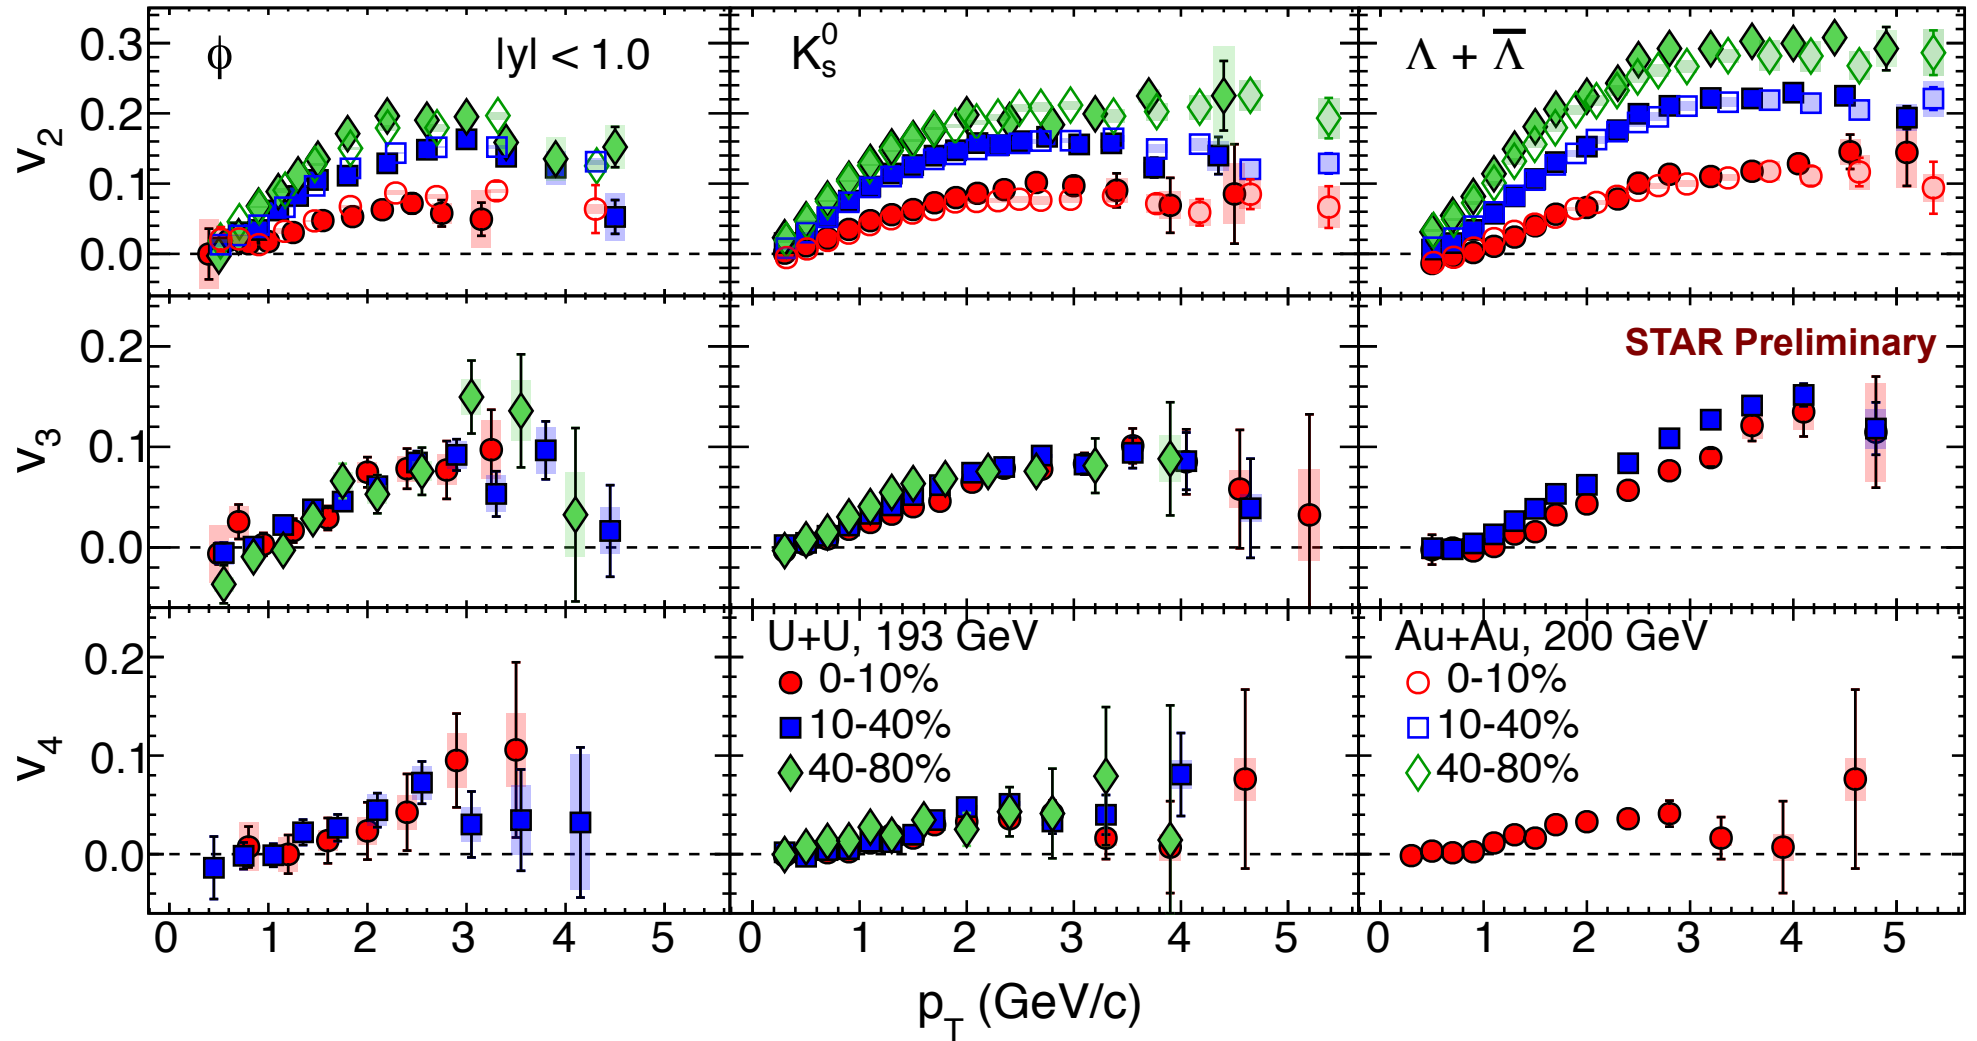 ϕ |y| < 1.0
K⁰ₛ
Λ + Λ̅
v₂
0.3
0.2
0.1
0.0
STAR Preliminary
v₃
0.2
0.1
0.0
U+U, 193 GeV
0-10%
10-40%
40-80%
Au+Au, 200 GeV
0-10%
10-40%
40-80%
v₄
0.2
0.1
0.0
0 1 2 3 4 5
0 1 2 3 4 5
0 1 2 3 4 5
p_T (GeV/c)